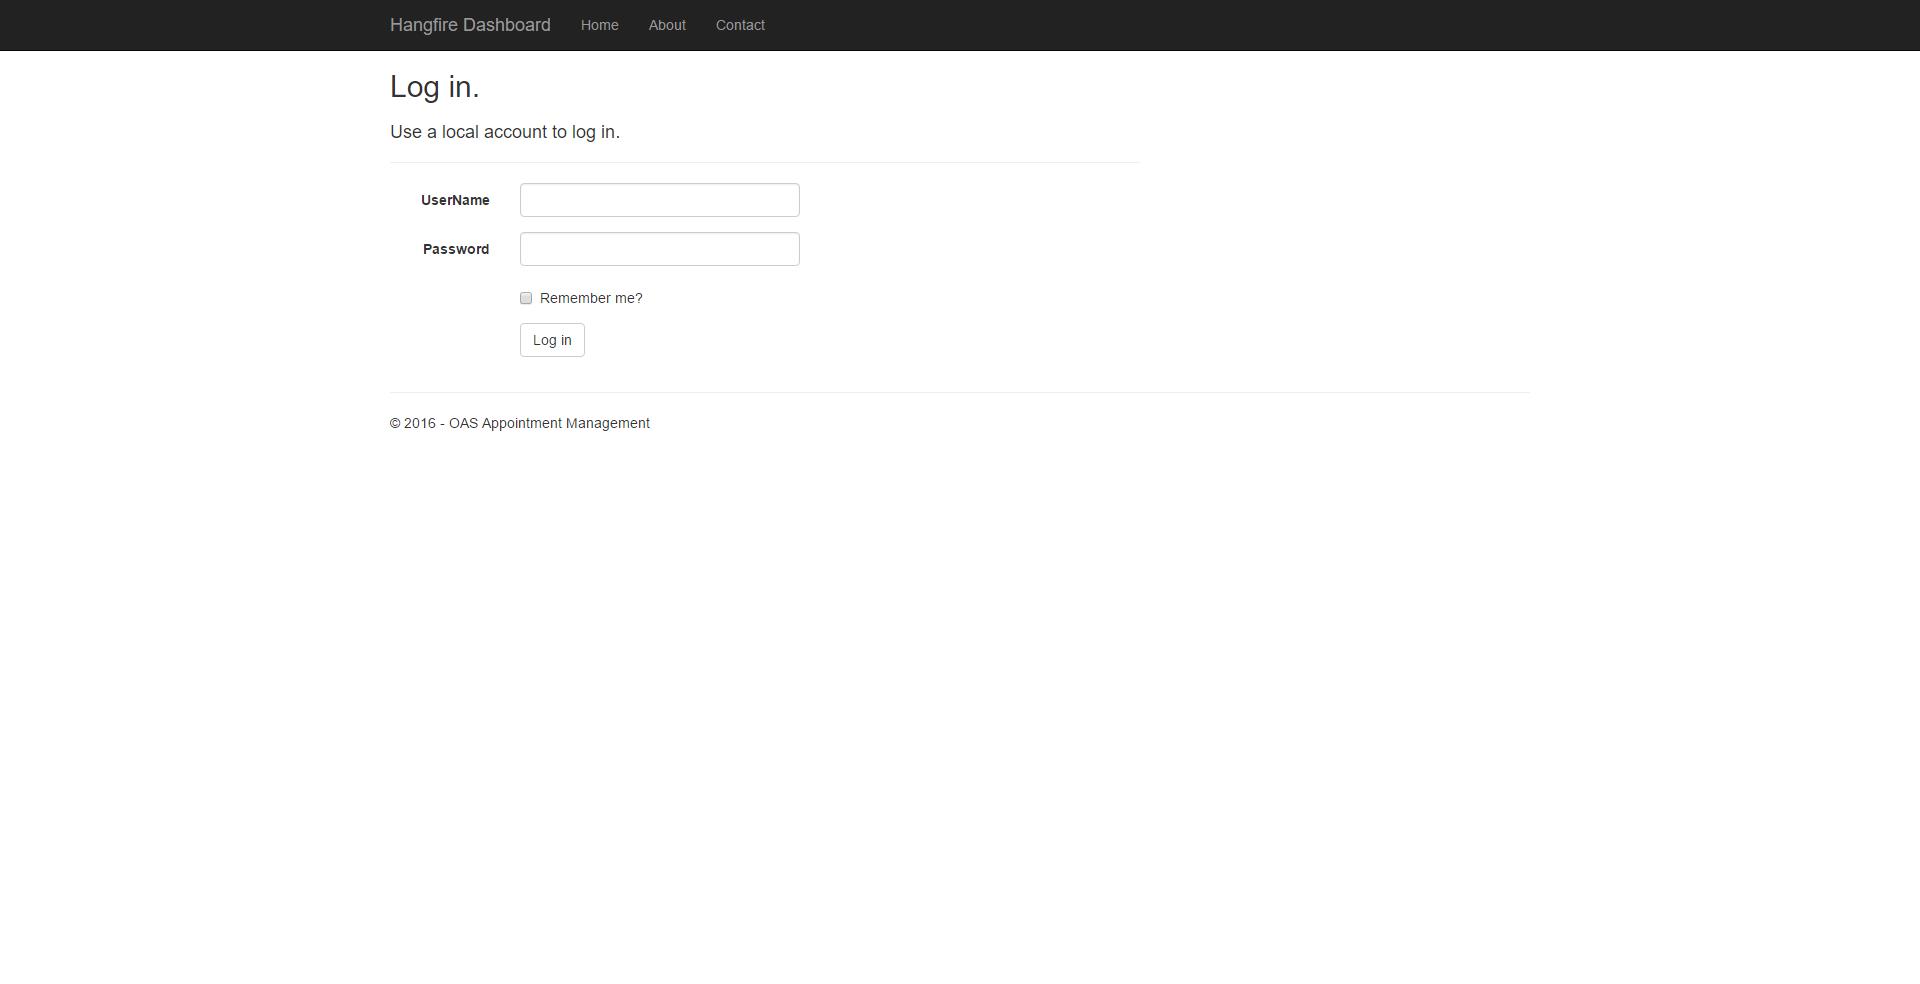 Hangfire Dashboard Home About Contact
Log in.
Use a local account to log in.
UserName
Password
Remember me?
Log in
© 2016 - OAS Appointment Management